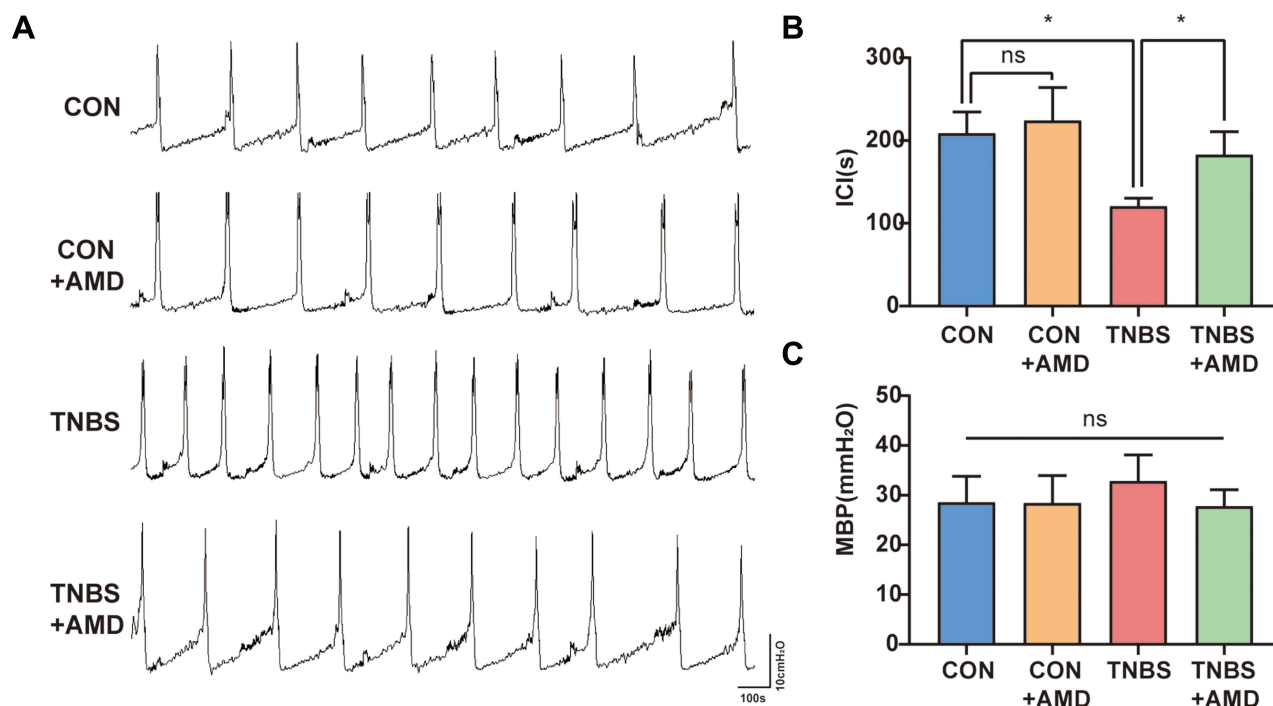 A
CON
CON
+AMD
TNBS
TNBS
+AMD
100s
10cmH₂O
B
ICI(s)
300
200
100
0
*
*
ns
CON
CON
+AMD
TNBS
TNBS
+AMD
C
MBP(mmH₂O)
50
40
30
20
10
0
ns
CON
CON
+AMD
TNBS
TNBS
+AMD